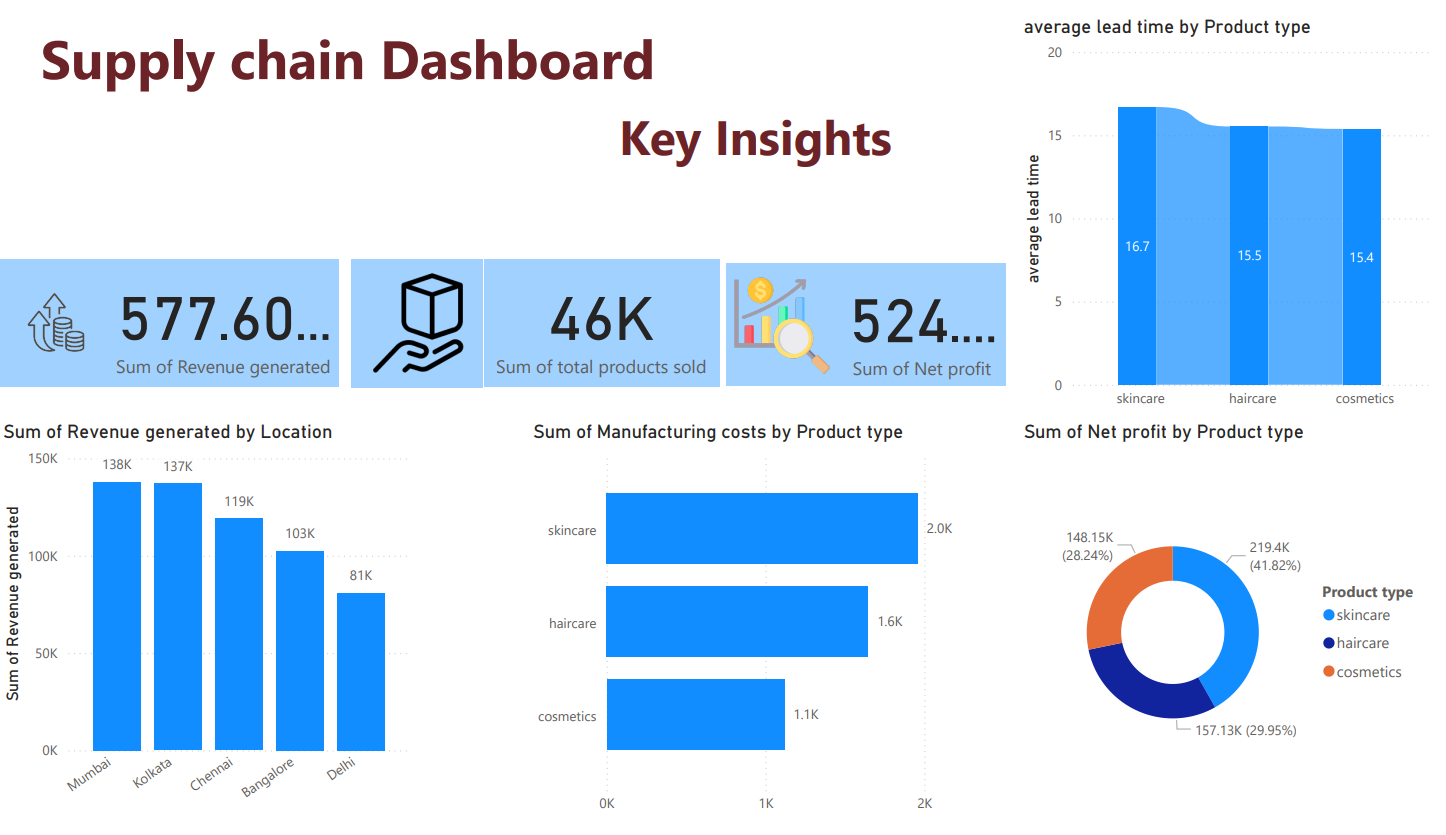 Supply chain Dashboard
Key Insights
577.60...
Sum of Revenue generated
46K
Sum of total products sold
$
524....
Sum of Net profit
average lead time by Product type
average lead time
20
15
10
5
0
16.7
15.5
15.4
skincare
haircare
cosmetics
Sum of Revenue generated by Location
Sum of Revenue generated
150K
100K
50K
0K
138K
137K
119K
103K
81K
Mumbai
Kolkata
Chennai
Bangalore
Delhi
Sum of Manufacturing costs by Product type
skincare
2.0K
haircare
1.6K
cosmetics
1.1K
0K
1K
2K
Sum of Net profit by Product type
148.15K
(28.24%)
219.4K
(41.82%)
157.13K (29.95%)
Product type
skincare
haircare
cosmetics